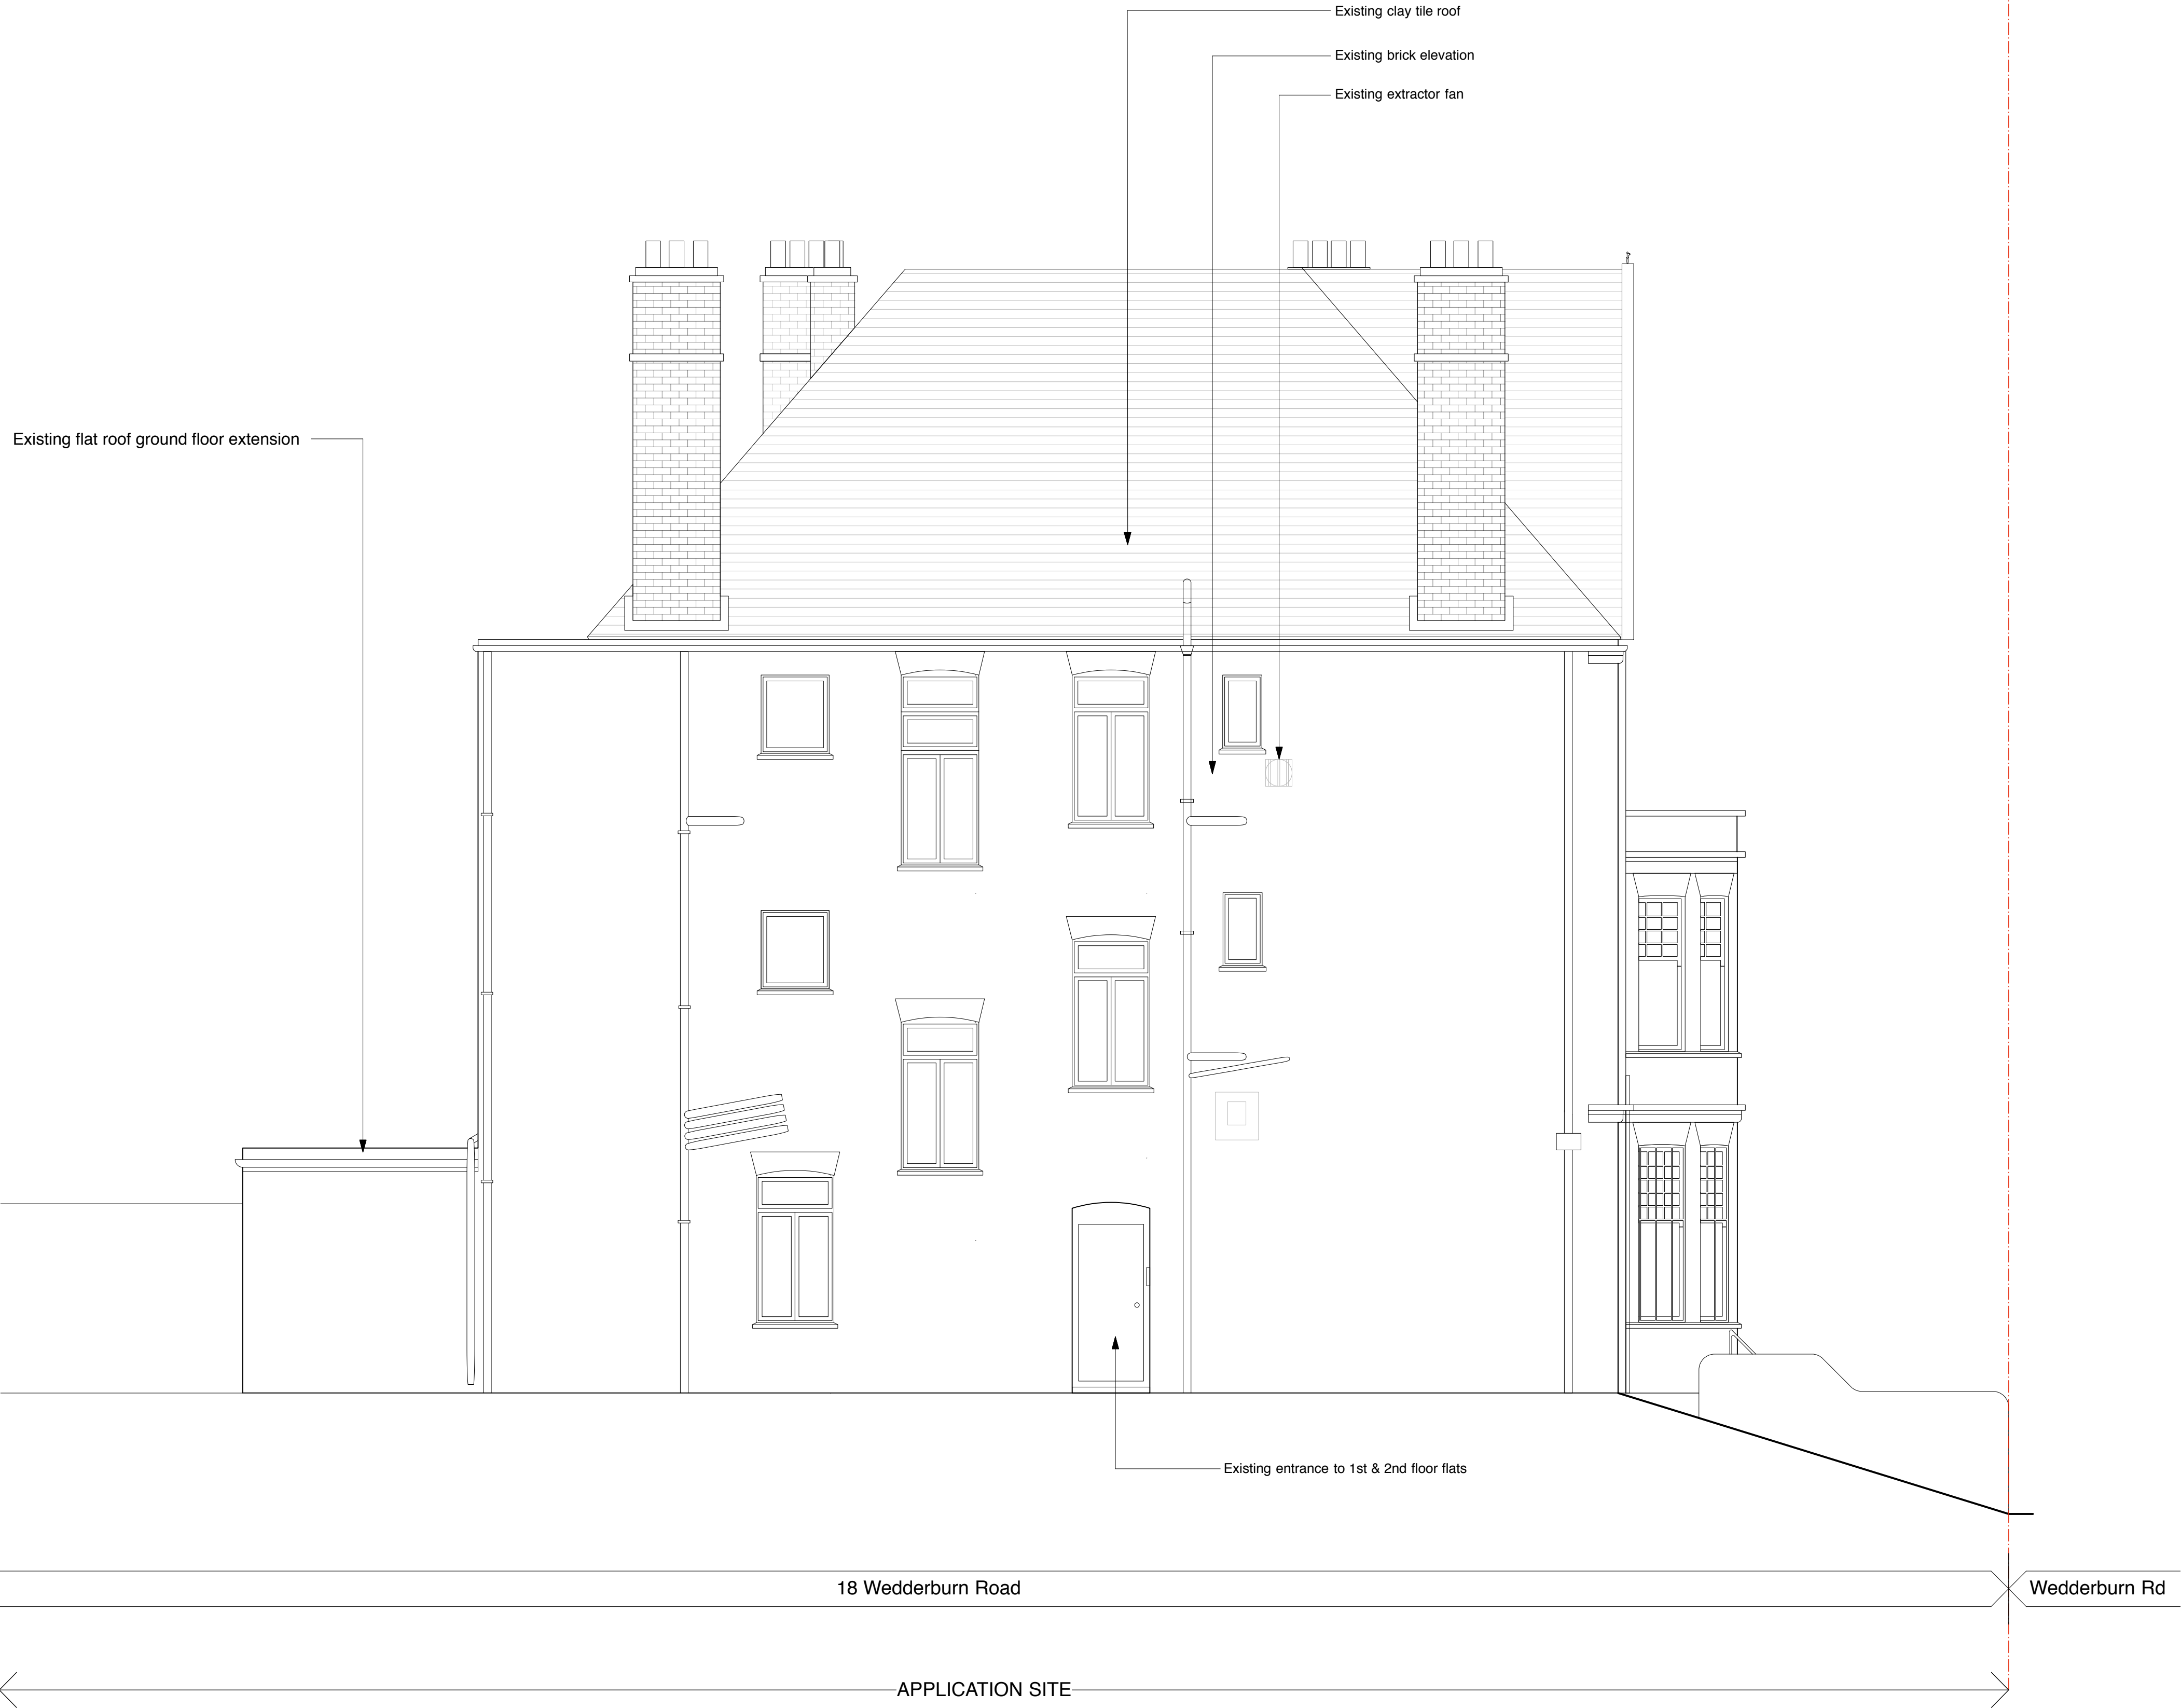 Existing clay tile roof
Existing brick elevation
Existing extractor fan
Existing flat roof ground floor extension
Existing entrance to 1st & 2nd floor flats
18 Wedderburn Road
Wedderburn Rd
APPLICATION SITE